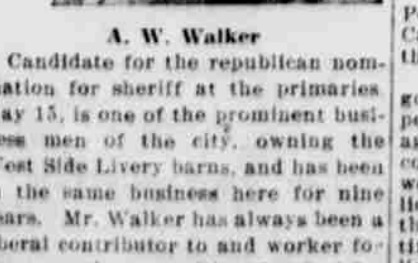 A. W. Walker
Candidate for the republican nom-
ation for sheriff at the primaries
ay 15, is one of the prominent busi-
ess men of the city, owning the
est Side Livery barns, and has been
the same business here for nine
ears. Mr. Walker has always been a
beral contributor to and worker fo-